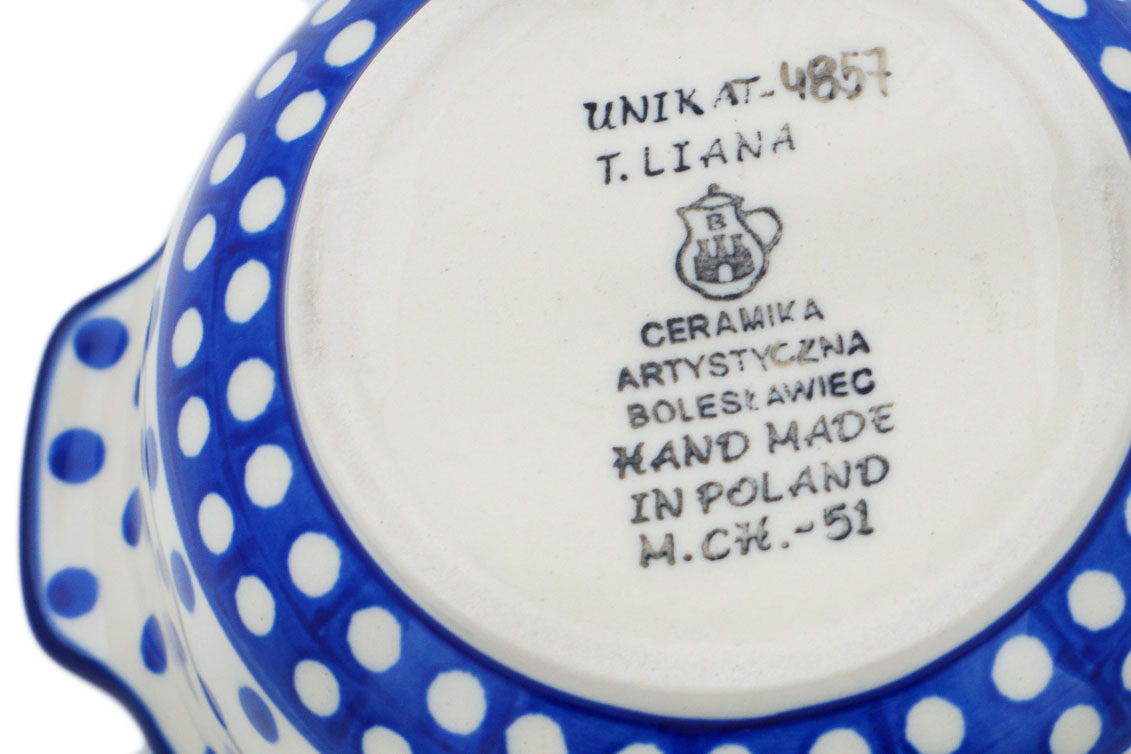 UNIKAT-4857
T. LIANA
B
CERAMIKA
ARTYSTYCZNA
BOLESŁAWIEC
HAND MADE
IN POLAND
M.CH.-51